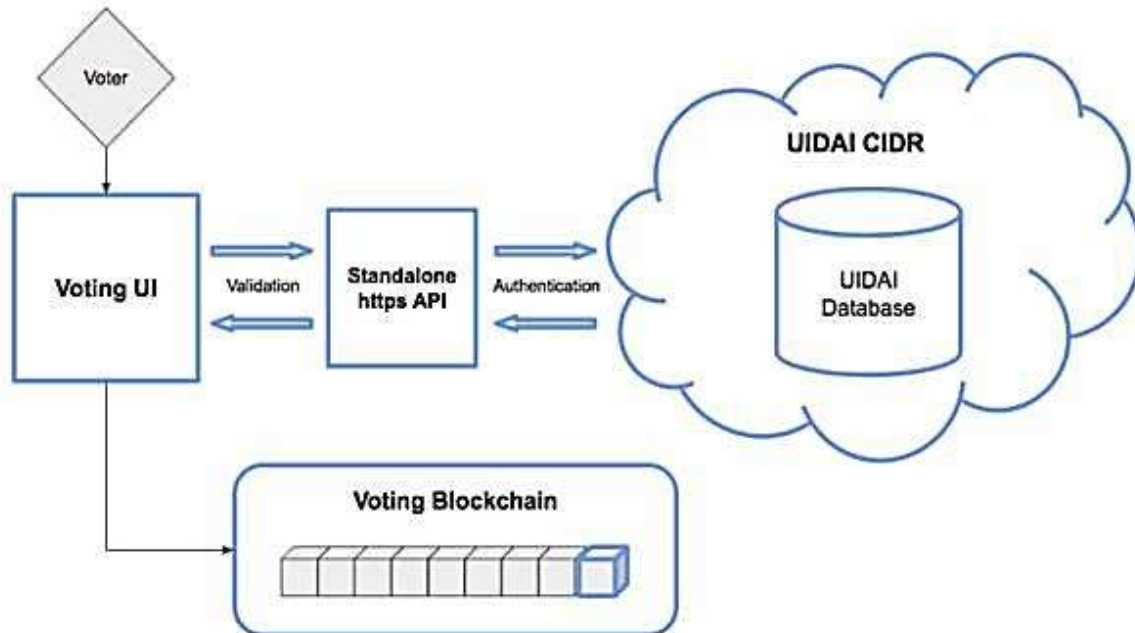 Voter
UIDAI CIDR
Voting UI
Validation
Standalone
https API
Authentication
UIDAI
Database
Voting Blockchain